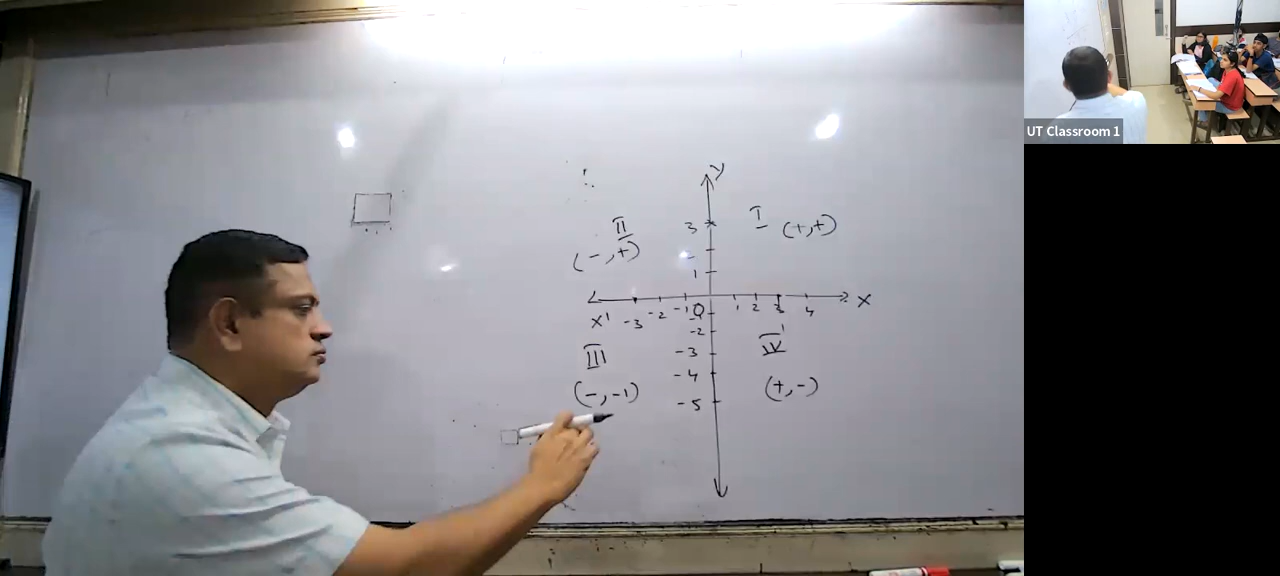 y
II
I
3
(+,+)
(-,+)
1
X' -3 -2 -1 0 1 2 3 4 X
-2
III
-3
IV
-4
(-,-1)
(+,-)
-5
UT Classroom 1